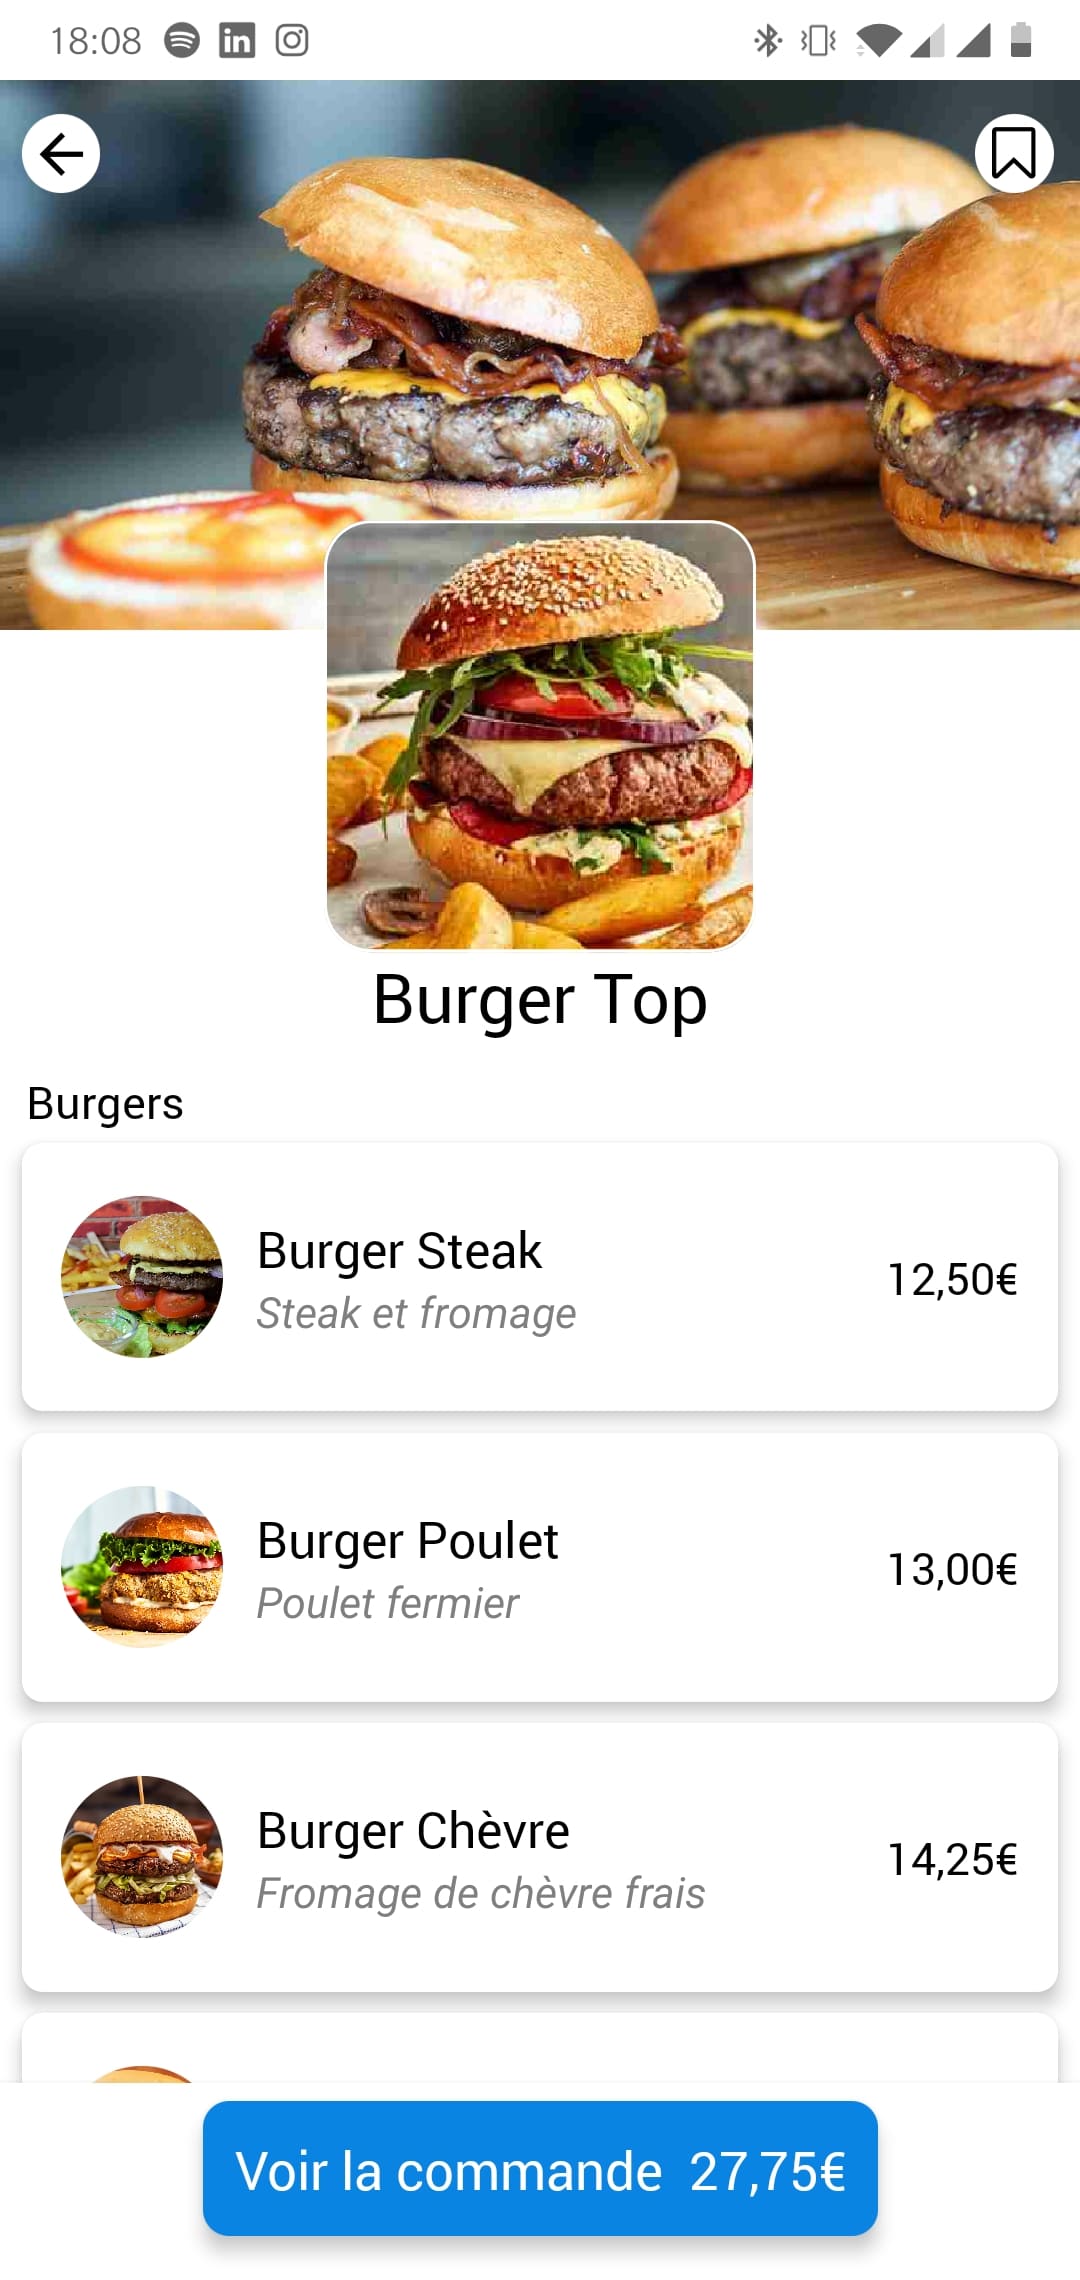 18:08
Burger Top
Burgers
Burger Steak
Steak et fromage
12,50€
Burger Poulet
Poulet fermier
13,00€
Burger Chèvre
Fromage de chèvre frais
14,25€
Voir la commande 27,75€